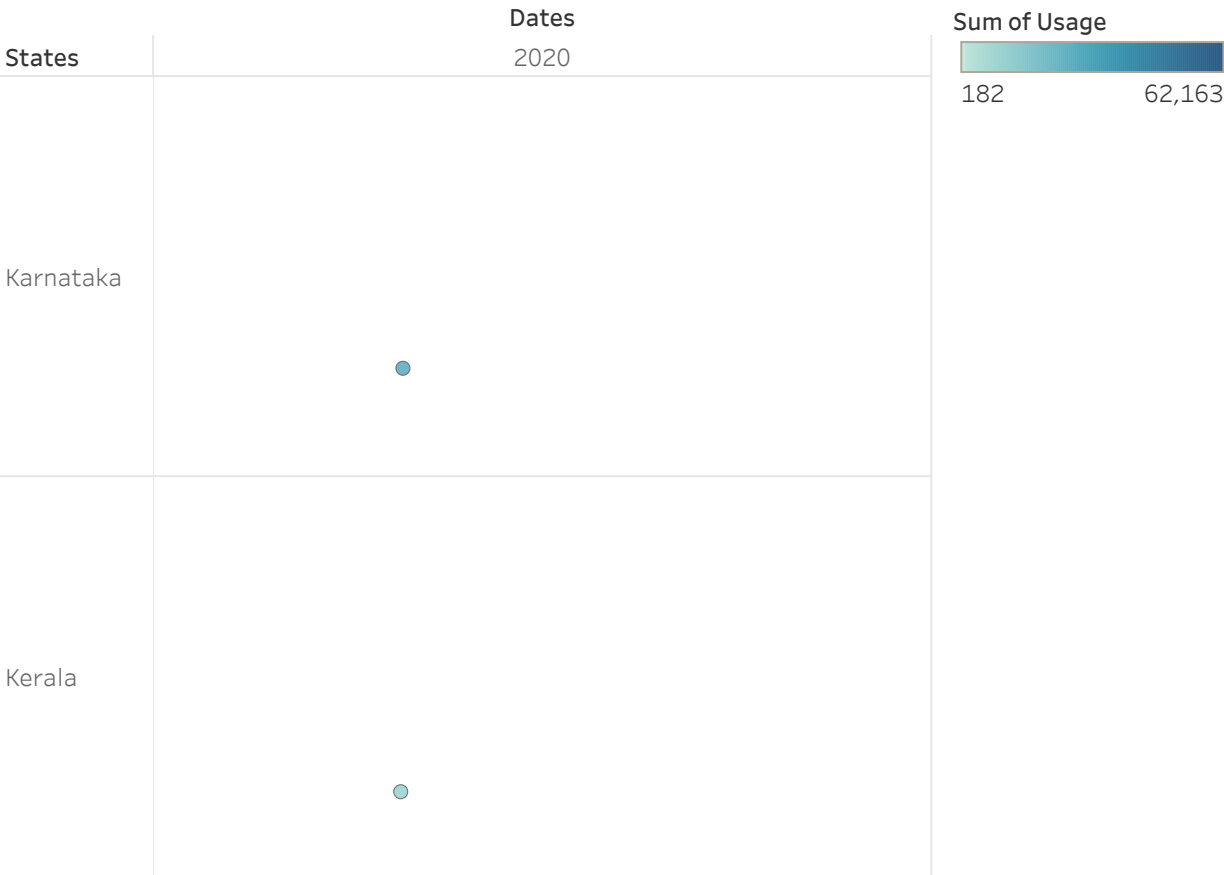 Dates
States
2020
Karnataka
Kerala
Sum of Usage
182
62,163